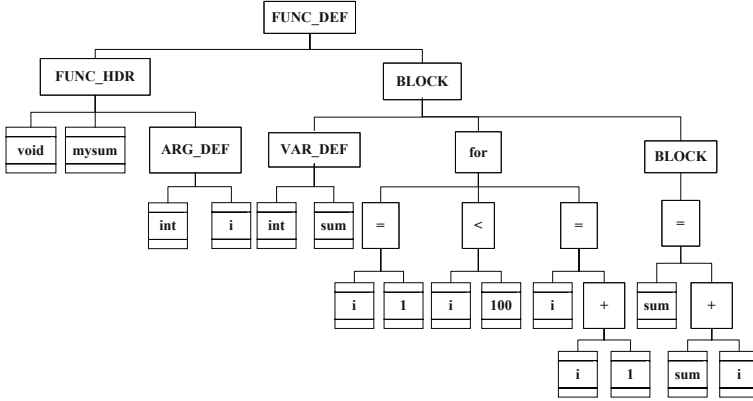 FUNC_DEF
FUNC_HDR BLOCK
void mysum ARG_DEF VAR_DEF for BLOCK
int i int sum = < = =
i 1 i 100 i + sum +
i 1 sum i